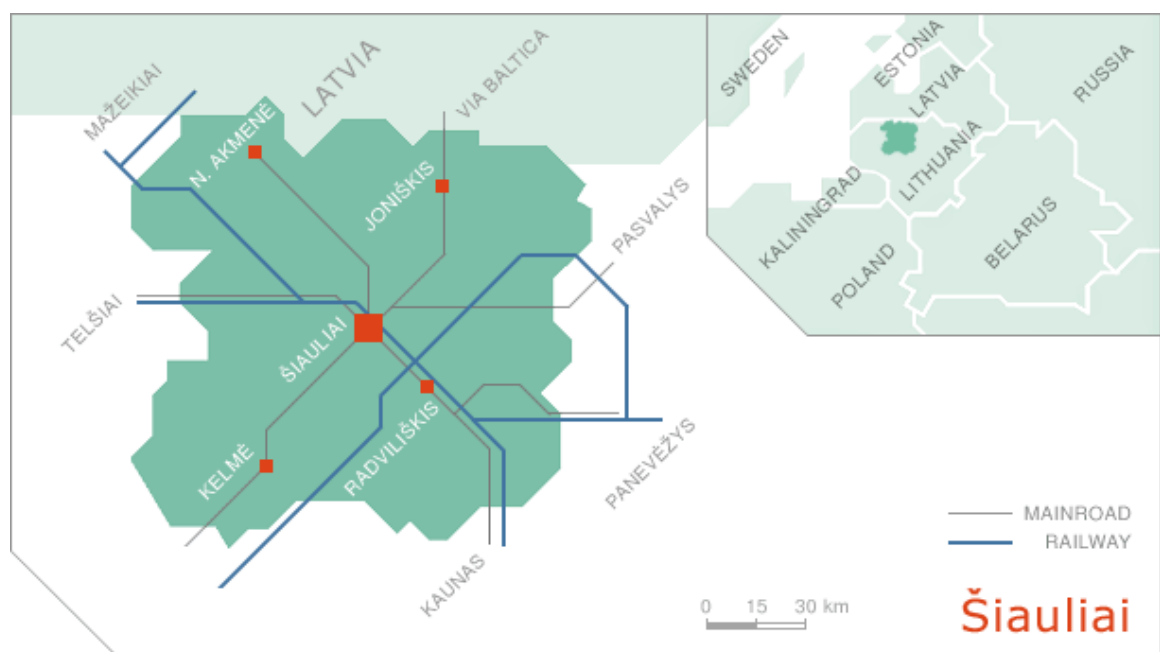 MAŽEIKIAI
LATVIA
VIA BALTICA
N. AKMENĖ
JONIŠKIS
PASVALYS
TELŠIAI
ŠIAULIAI
KELMĖ
RADVILIŠKIS
PANEVĖŽYS
KAUNAS
SWEDEN
ESTONIA
LATVIA
RUSSIA
LITHUANIA
KALININGRAD
POLAND
BELARUS
MAINROAD
RAILWAY
0 15 30 km
Šiauliai